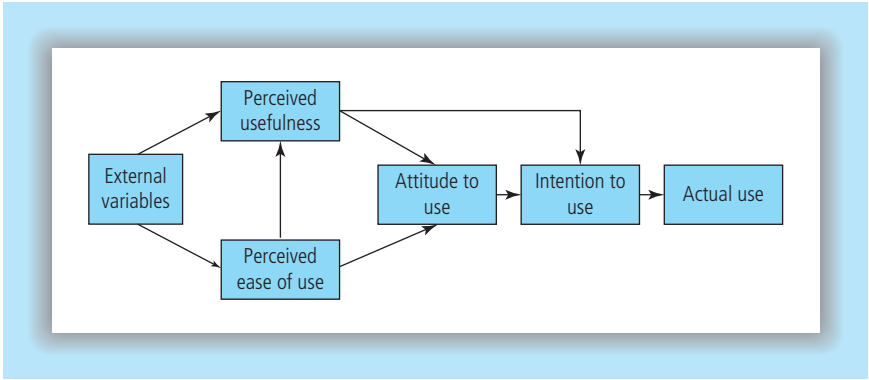 Perceived
usefulness
External
variables
Attitude to
use
Intention to
use
Actual use
Perceived
ease of use